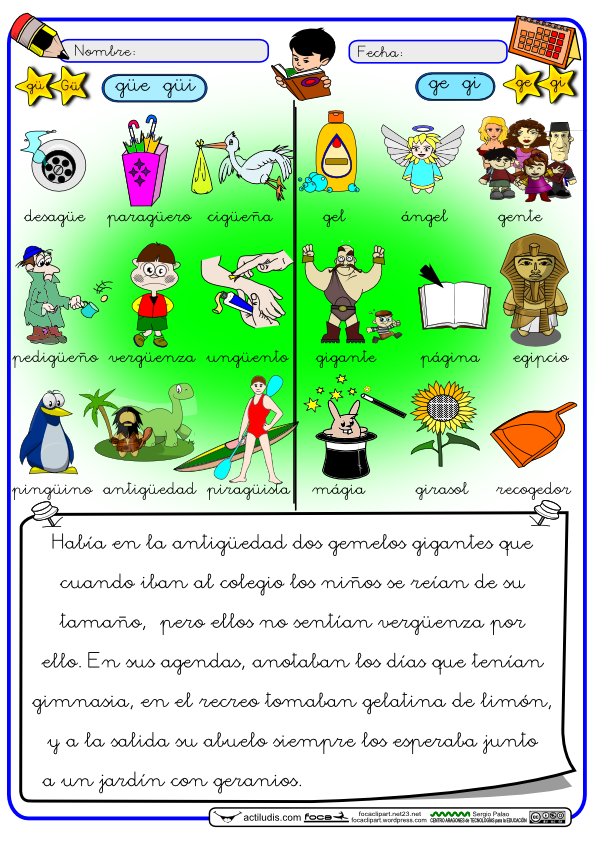 Nombre:
Fecha:
gü Gü güe güi
ge gi ge gi
desagüe paragüero cigüeña gel ángel gente
pedigüeño vergüenza ungüento gigante página egipcio
pingüino antigüedad piragüista mágia girasol recogedor
Había en la antigüedad dos gemelos gigantes que
cuando iban al colegio los niños se reían de su
tamaño, pero ellos no sentían vergüenza por
ello. En sus agendas, anotaban los días que tenían
gimnasia, en el recreo tomaban gelatina de limón,
y a la salida su abuelo siempre los esperaba junto
a un jardín con geranios.
actiludis.com foca focaclipart.net23.net
focaclipart.wordpress.com
Sergio Palao
CENTRO ARAGONÉS de TECNOLOGÍAS para la EDUCACIÓN